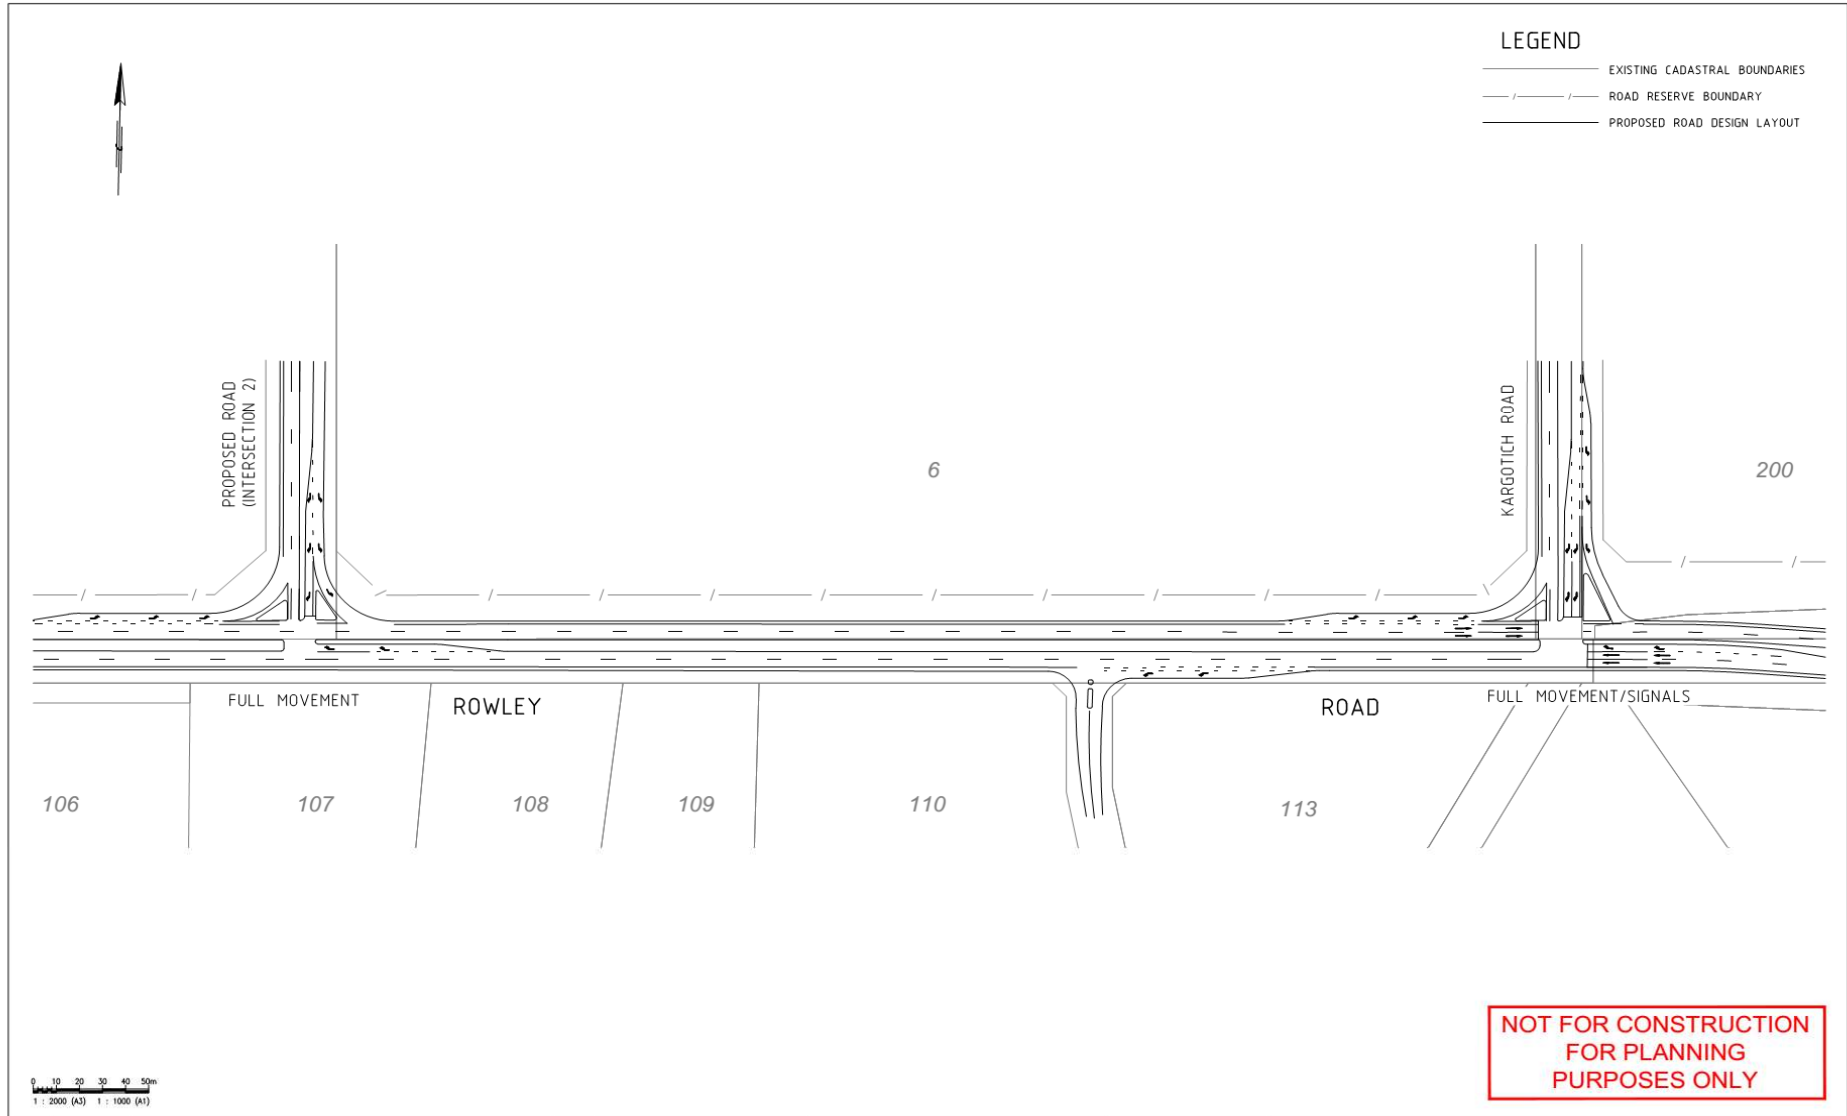 LEGEND
EXISTING CADASTRAL BOUNDARIES
ROAD RESERVE BOUNDARY
PROPOSED ROAD DESIGN LAYOUT
PROPOSED ROAD
(INTERSECTION 2)
6
KARGOTICH ROAD
200
FULL MOVEMENT
ROWLEY
ROAD
FULL MOVEMENT/SIGNALS
106
107
108
109
110
113
NOT FOR CONSTRUCTION
FOR PLANNING
PURPOSES ONLY
0 10 20 30 40 50m
1 : 2000 (A3) 1 : 1000 (A1)